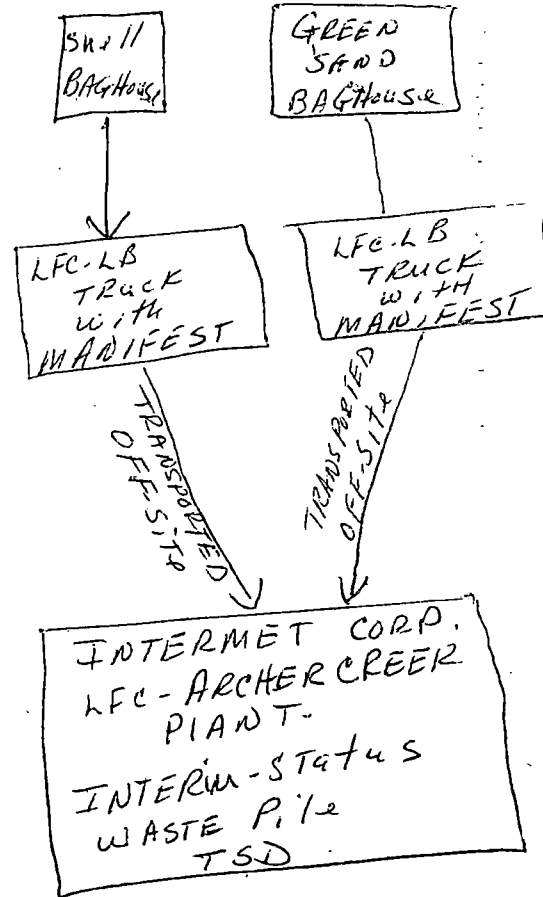 Shell
BAGHouse
GREEN
SAND
BAGHouse
LFC-LB
TRUCK
with
MANIFEST
LFC-LB
TRUCK
with
MANIFEST
TRANSPORTED
OFF-SITe
TRANSPORTED
OFF-SITe
INTERMET CORP.
LFC-ARCHER CREEK
PlANT.
INTERIM-STatus
WASTE Pile
TSD